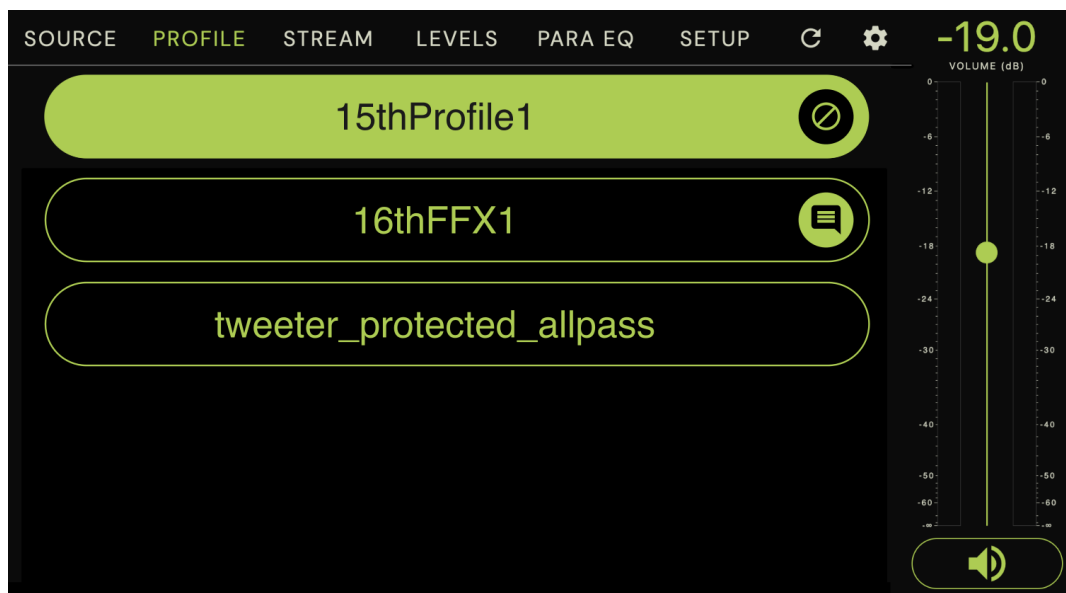 SOURCE PROFILE STREAM LEVELS PARA EQ SETUP
-19.0
VOLUME (dB)
15thProfile1
16thFFX1
tweeter_protected_allpass
0 0
-6 -6
-12 -12
-18 -18
-24 -24
-30 -30
-40 -40
-50 -50
-60 -60
-∞ -∞